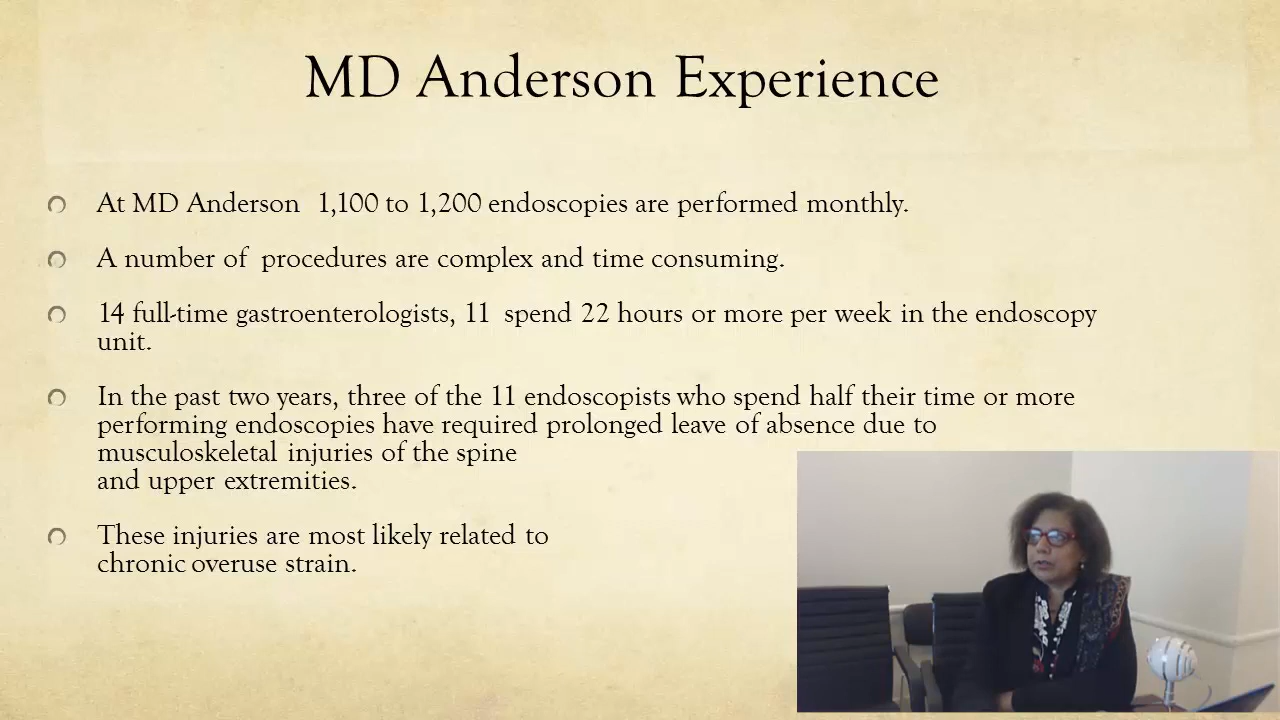 MD Anderson Experience
At MD Anderson 1,100 to 1,200 endoscopies are performed monthly.
A number of procedures are complex and time consuming.
14 full-time gastroenterologists, 11 spend 22 hours or more per week in the endoscopy
unit.
In the past two years, three of the 11 endoscopists who spend half their time or more
performing endoscopies have required prolonged leave of absence due to
musculoskeletal injuries of the spine
and upper extremities.
These injuries are most likely related to
chronic overuse strain.